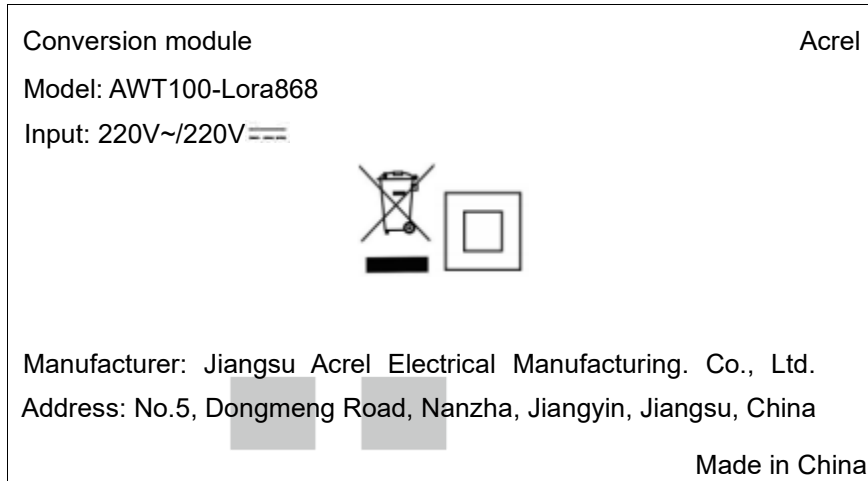 Conversion module Acrel
Model: AWT100-Lora868
Input: 220V~/220V⎓
Manufacturer: Jiangsu Acrel Electrical Manufacturing. Co., Ltd.
Address: No.5, Dongmeng Road, Nanzha, Jiangyin, Jiangsu, China
Made in China